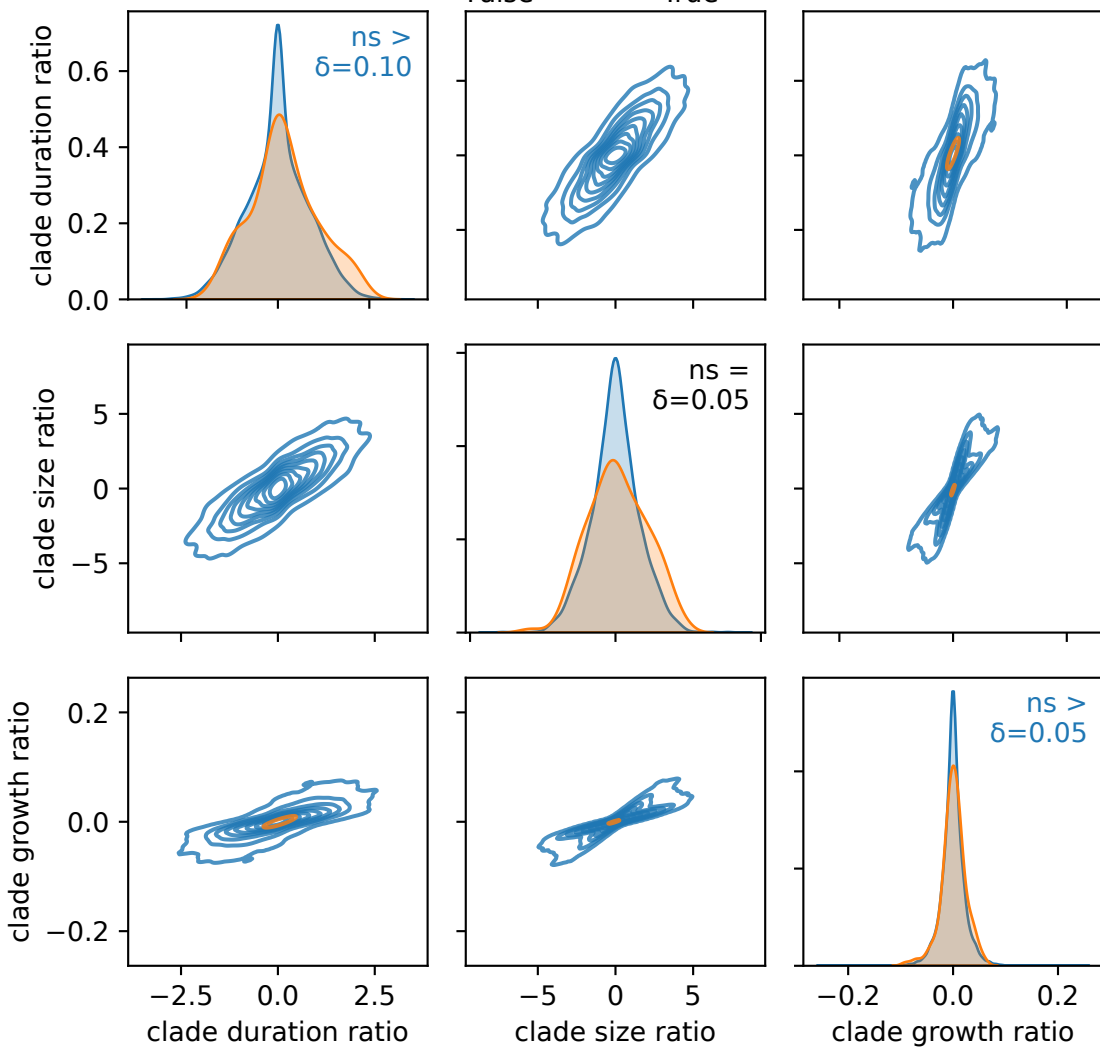 clade duration ratio
0.6
0.4
0.2
0.0
ns >
δ=0.10
clade size ratio
5
0
−5
ns =
δ=0.05
clade growth ratio
0.2
0.0
−0.2
ns >
δ=0.05
−2.5 0.0 2.5
−5 0 5
−0.2 0.0 0.2
clade duration ratio
clade size ratio
clade growth ratio